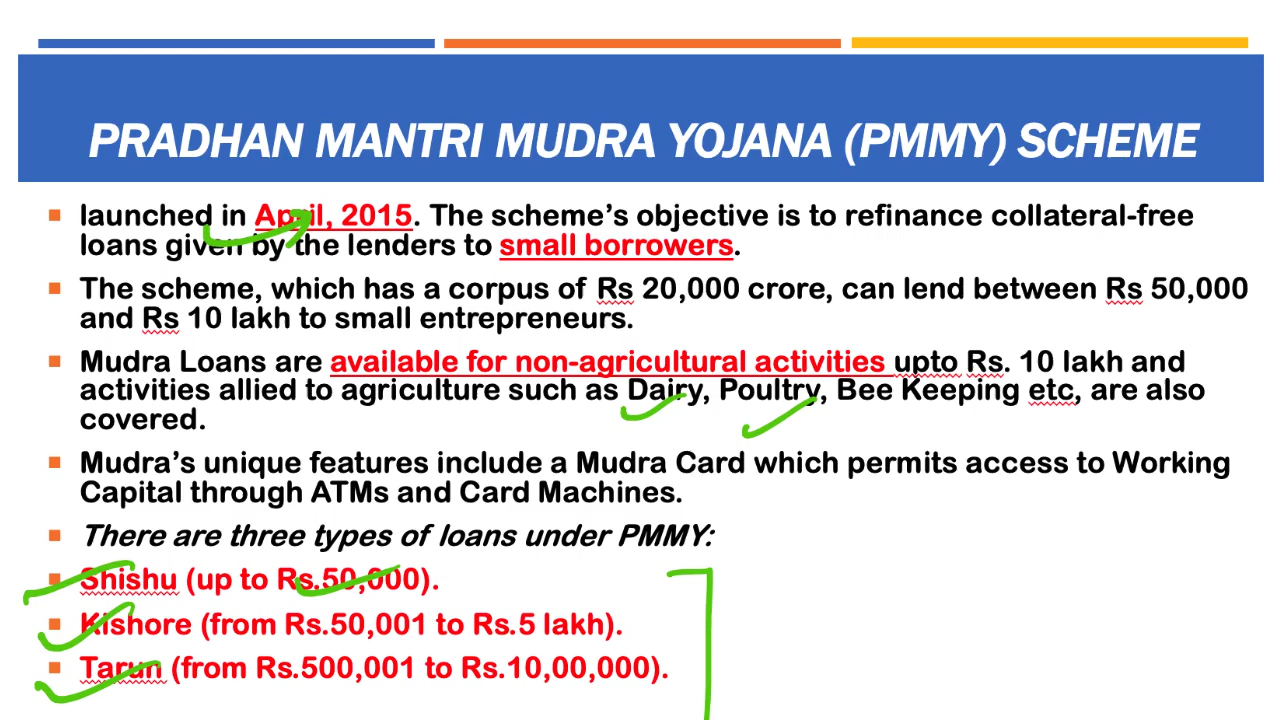 PRADHAN MANTRI MUDRA YOJANA (PMMY) SCHEME
launched in April, 2015. The scheme's objective is to refinance collateral-free
loans given by the lenders to small borrowers.
The scheme, which has a corpus of Rs 20,000 crore, can lend between Rs 50,000
and Rs 10 lakh to small entrepreneurs.
Mudra Loans are available for non-agricultural activities upto Rs. 10 lakh and
activities allied to agriculture such as Dairy, Poultry, Bee Keeping etc, are also
covered.
Mudra's unique features include a Mudra Card which permits access to Working
Capital through ATMs and Card Machines.
There are three types of loans under PMMY:
Shishu (up to Rs.50,000).
Kishore (from Rs.50,001 to Rs.5 lakh).
Tarun (from Rs.500,001 to Rs.10,00,000).